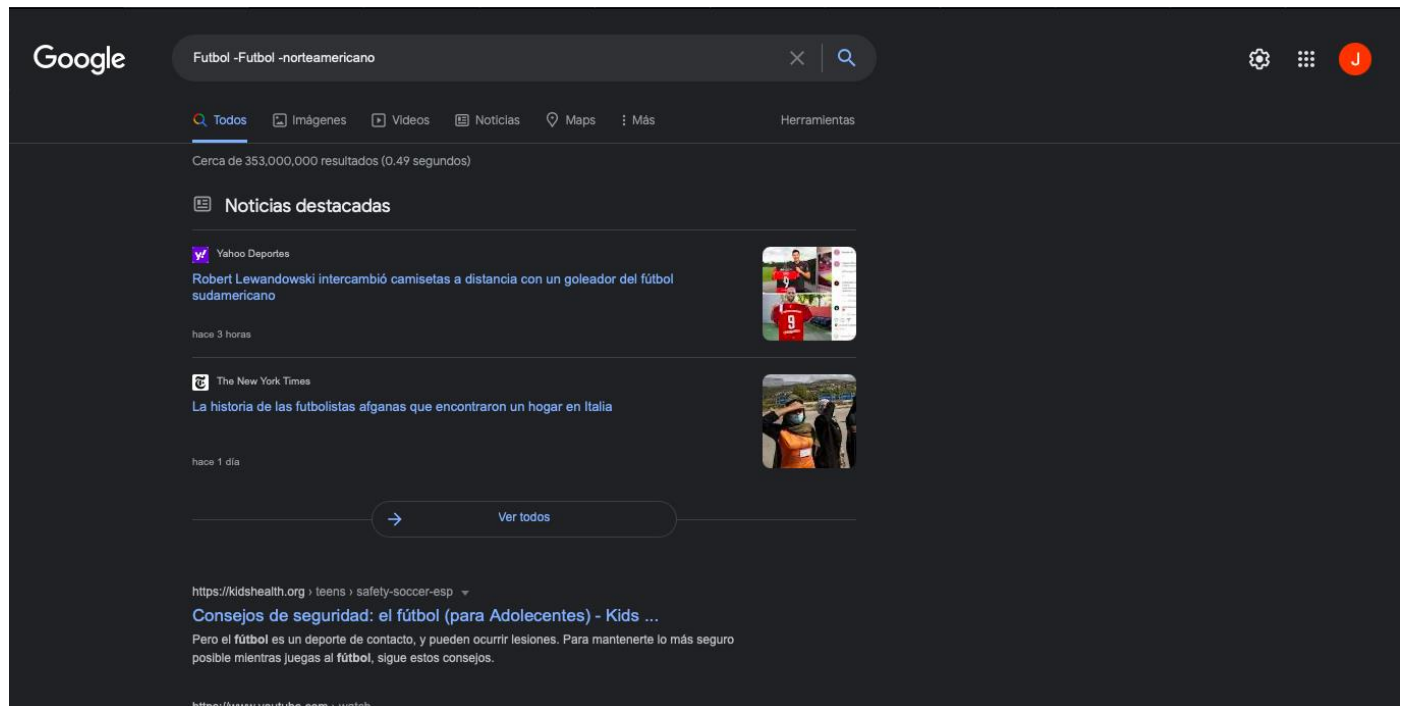 Google
Futbol -Futbol -norteamericano
J
Todos
Imágenes
Videos
Noticias
Maps
Más
Herramientas
Cerca de 353,000,000 resultados (0.49 segundos)
Noticias destacadas
Yahoo Deportes
Robert Lewandowski intercambió camisetas a distancia con un goleador del fútbol
sudamericano
hace 3 horas
The New York Times
La historia de las futbolistas afganas que encontraron un hogar en Italia
hace 1 día
Ver todos
https://kidshealth.org › teens › safety-soccer-esp
Consejos de seguridad: el fútbol (para Adolecentes) - Kids ...
Pero el fútbol es un deporte de contacto, y pueden ocurrir lesiones. Para mantenerte lo más seguro
posible mientras juegas al fútbol, sigue estos consejos.
https://www.youtube.com › watch